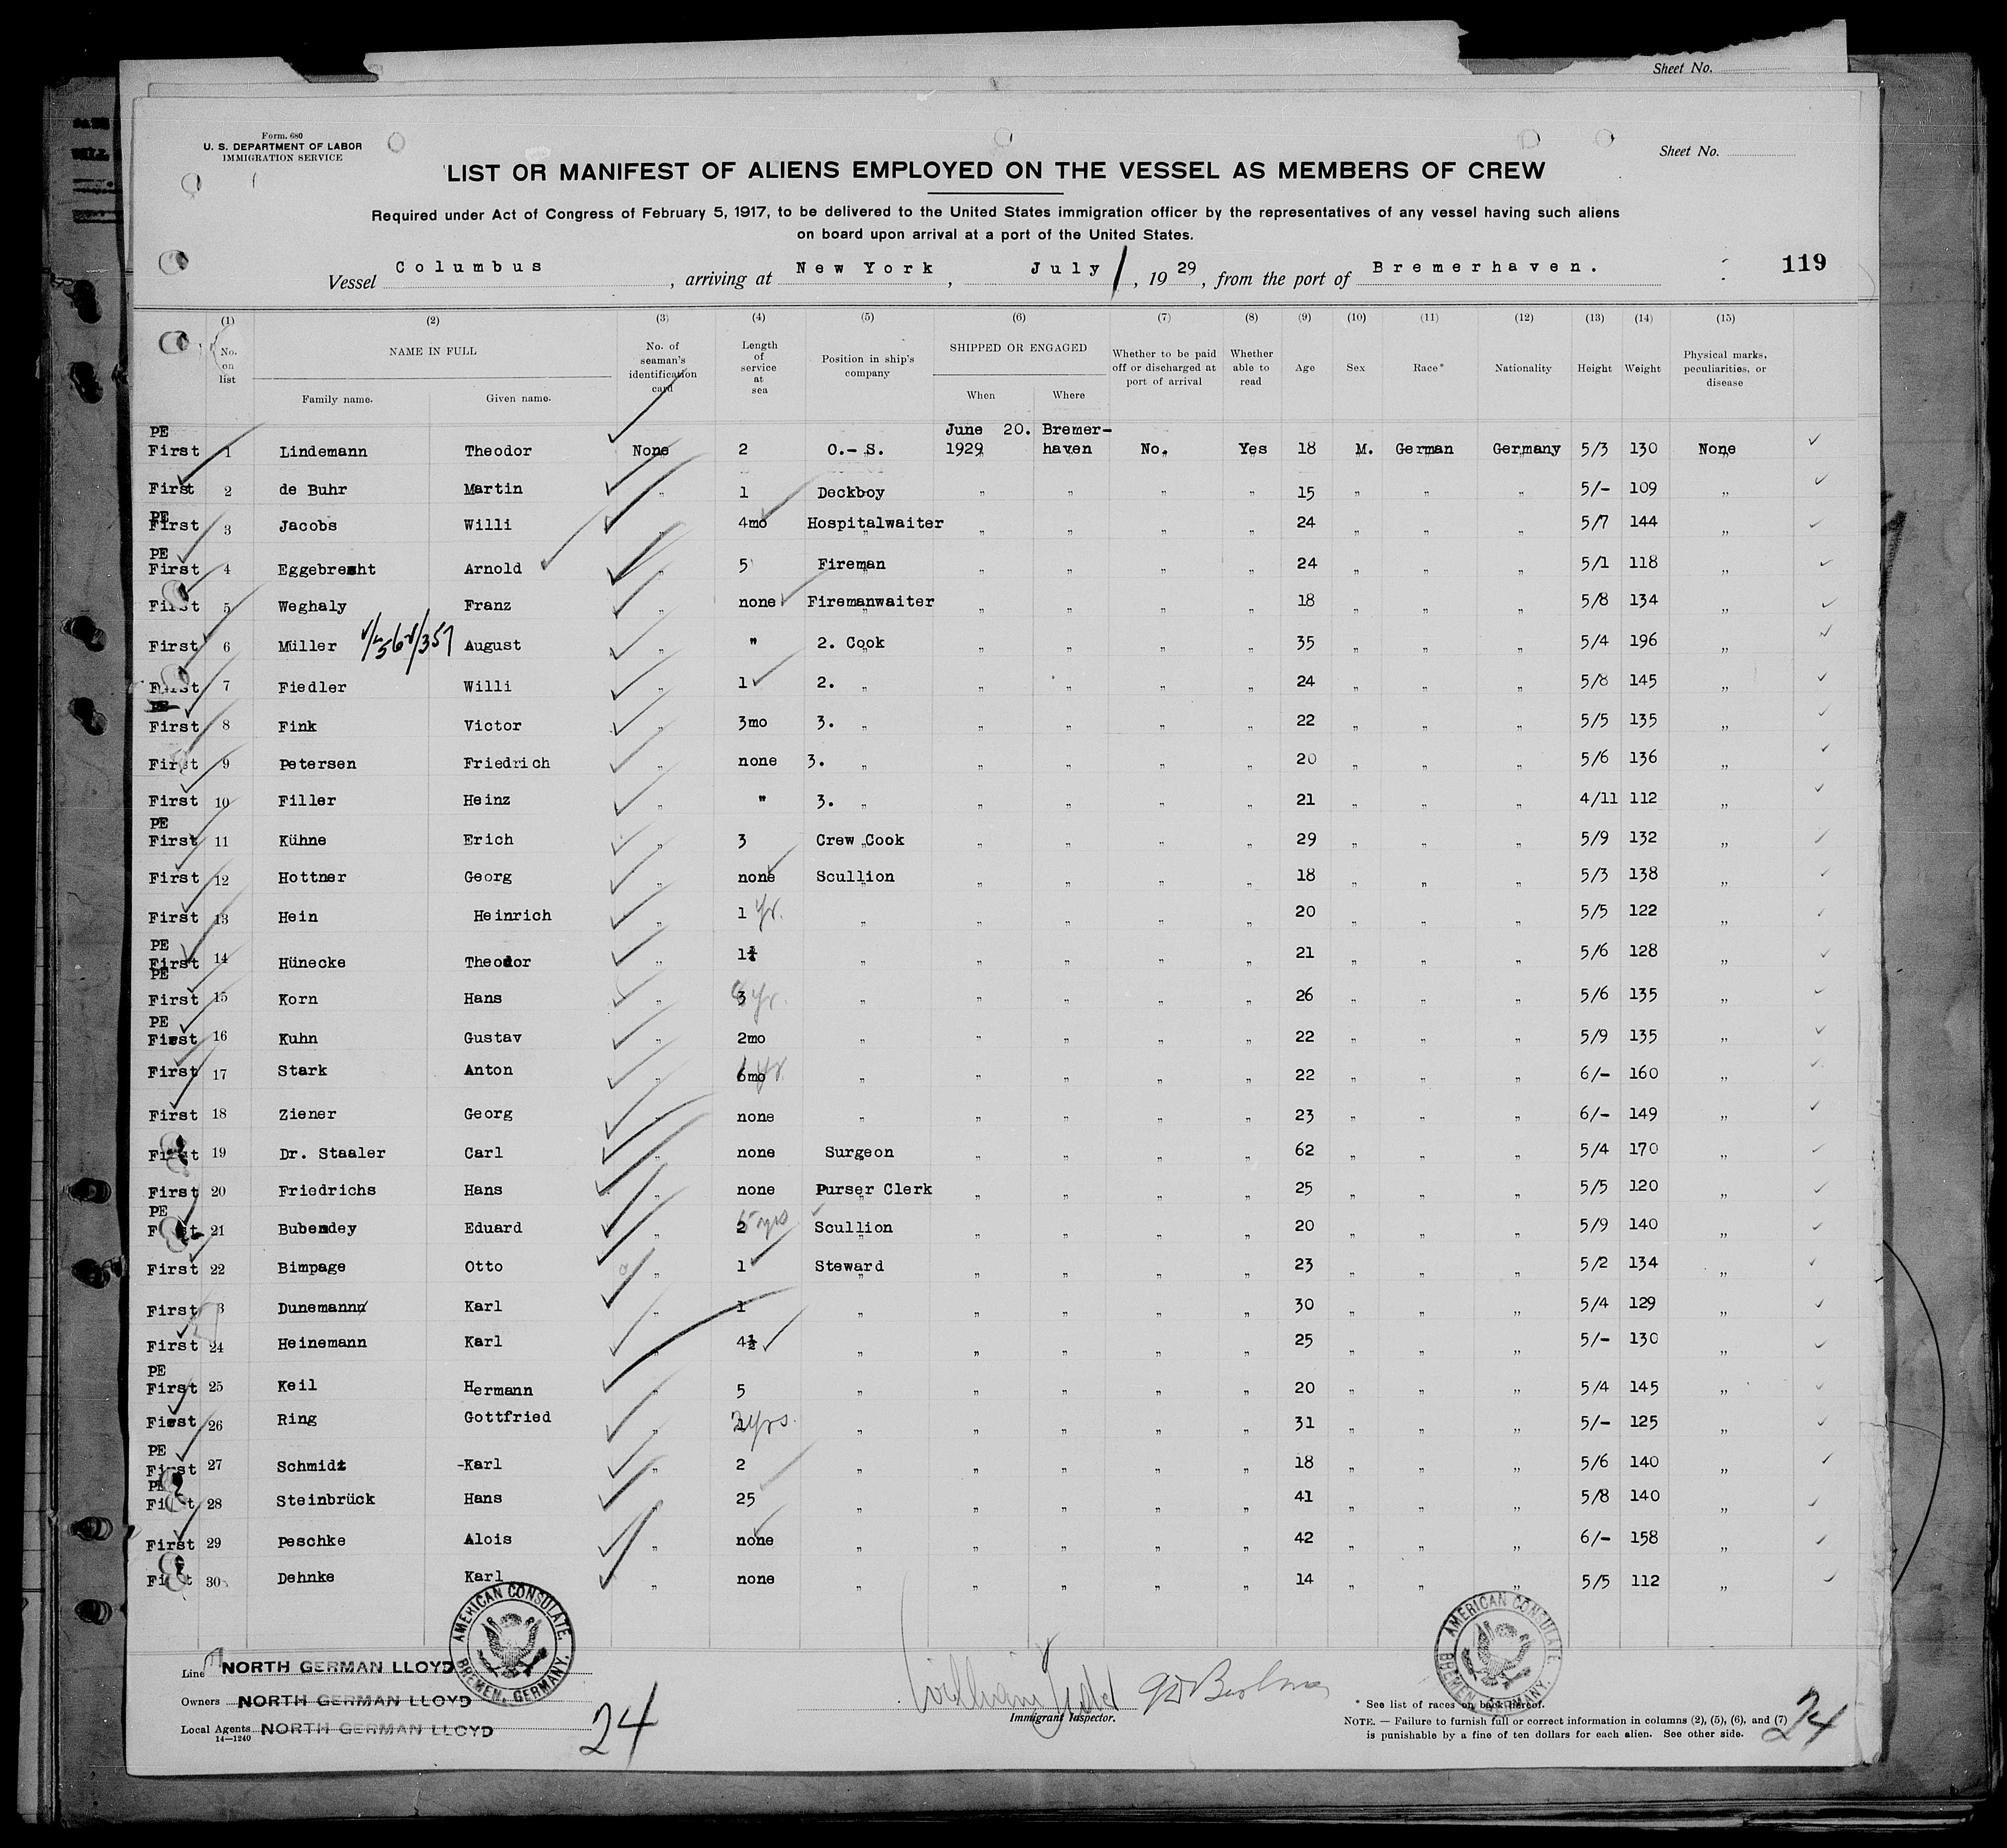 Sheet No.
Form. 680
U. S. DEPARTMENT OF LABOR
IMMIGRATION SERVICE
Sheet No.
LIST OR MANIFEST OF ALIENS EMPLOYED ON THE VESSEL AS MEMBERS OF CREW
Required under Act of Congress of February 5, 1917, to be delivered to the United States immigration officer by the representatives of any vessel having such aliens
on board upon arrival at a port of the United States.
Vessel Columbus, arriving at New York, July 1, 1929, from the port of Bremerhaven. 119
(1) (2) (3) (4) (5) (6) (7) (8) (9) (10) (11) (12) (13) (14) (15)
No. on list NAME IN FULL Family name. Given name. No. of seaman's identification card Length of service at sea Position in ship's company SHIPPED OR ENGAGED When Where Whether to be paid off or discharged at port of arrival Whether able to read Age Sex Race* Nationality Height Weight Physical marks, peculiarities, or disease
PE First 1 Lindemann Theodor None 2 O.-S. June 20. 1929 Bremer-haven No. Yes 18 M. German Germany 5/3 130 None
First 2 de Buhr Martin " 1 Deckboy " " " " 15 " " " 5/- 109 "
PE First 3 Jacobs Willi " 4mo Hospitalwaiter " " " " 24 " " " 5/7 144 "
PE First 4 Eggebrecht Arnold " 5 Fireman " " " " 24 " " " 5/1 118 "
First 5 Weghaly Franz " none Firemanwaiter " " " " 18 " " " 5/8 134 "
First 6 Müller August " " 2. Cook " " " " 35 " " " 5/4 196 "
First 7 Fiedler Willi " 1 2. " " " " " 24 " " " 5/8 145 "
PE First 8 Fink Victor " 3mo 3. " " " " " 22 " " " 5/5 135 "
First 9 Petersen Friedrich " none 3. " " " " " 20 " " " 5/6 136 "
First 10 Filler Heinz " " 3. " " " " " 21 " " " 4/11 112 "
PE First 11 Kühne Erich " 3 Crew Cook " " " " 29 " " " 5/9 132 "
First 12 Hottner Georg " none Scullion " " " " 18 " " " 5/3 138 "
First 13 Hein Heinrich " 1 yr. " " " " " 20 " " " 5/5 122 "
PE First 14 Hünecke Theodor " " " " " " 21 " " " 5/6 128 "
PE First 15 Korn Hans " 3 yr. " " " " " 26 " " " 5/6 135 "
PE First 16 Kuhn Gustav " 2mo " " " " " 22 " " " 5/9 135 "
First 17 Stark Anton " 6mo yr. " " " " " 22 " " " 6/- 160 "
First 18 Ziener Georg " none " " " " " 23 " " " 6/- 149 "
First 19 Dr. Staaler Carl " none Surgeon " " " " 62 " " " 5/4 170 "
First 20 Friedrichs Hans " none Purser Clerk " " " " 25 " " " 5/5 120 "
PE First 21 Bubendey Eduard " 2 yrs Scullion " " " " 20 " " " 5/9 140 "
First 22 Bimpage Otto " 1 Steward " " " " 23 " " " 5/2 134 "
First 3 Dunemann Karl " 1 " " " " " 30 " " " 5/4 129 "
First 24 Heinemann Karl " 4½ " " " " " 25 " " " 5/- 130 "
PE First 25 Keil Hermann " 5 " " " " " 20 " " " 5/4 145 "
First 26 Ring Gottfried " 2yrs. " " " " " 31 " " " 5/- 125 "
PE First 27 Schmidt -Karl " 2 " " " " " 18 " " " 5/6 140 "
PE First 28 Steinbrück Hans " 25 " " " " " 41 " " " 5/8 140 "
First 29 Peschke Alois " none " " " " " 42 " " " 6/- 158 "
First 30 Dehnke Karl " none " " " " " 14 " " " 5/5 112 "
AMERICAN CONSULATE. BREMEN, GERMANY.
AMERICAN CONSULATE BREMEN, GERMANY.
Line NORTH GERMAN LLOYD
Owners NORTH GERMAN LLOYD
Local Agents NORTH GERMAN LLOYD
14—1240
24
William
Immigrant Inspector.
* See list of races on back hereof.
NOTE. — Failure to furnish full or correct information in columns (2), (5), (6), and (7)
is punishable by a fine of ten dollars for each alien. See other side.
24